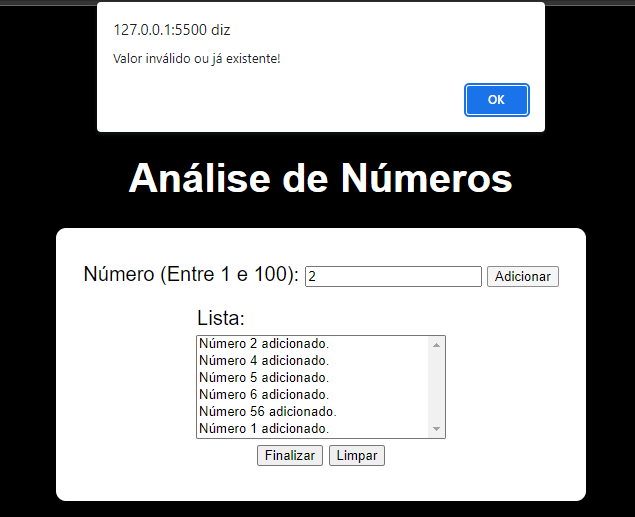 127.0.0.1:5500 diz
Valor inválido ou já existente!
OK
Análise de Números
Número (Entre 1 e 100): 2 Adicionar
Lista:
Número 2 adicionado.
Número 4 adicionado.
Número 5 adicionado.
Número 6 adicionado.
Número 56 adicionado.
Número 1 adicionado.
Finalizar Limpar